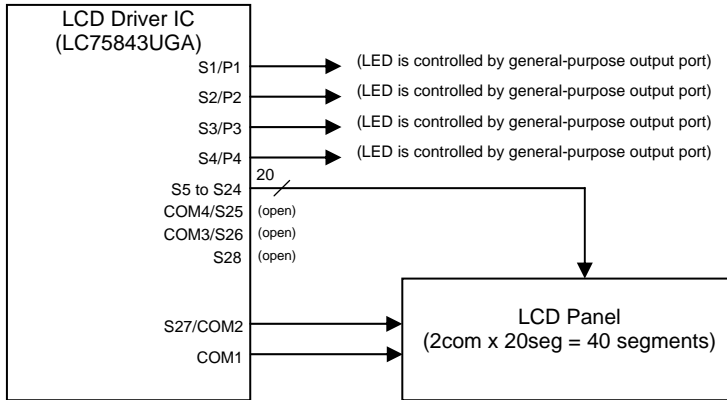 LCD Driver IC
(LC75843UGA)
S1/P1 (LED is controlled by general-purpose output port)
S2/P2 (LED is controlled by general-purpose output port)
S3/P3 (LED is controlled by general-purpose output port)
S4/P4 (LED is controlled by general-purpose output port)
20
S5 to S24
COM4/S25 (open)
COM3/S26 (open)
S28 (open)
S27/COM2
COM1
LCD Panel
(2com x 20seg = 40 segments)